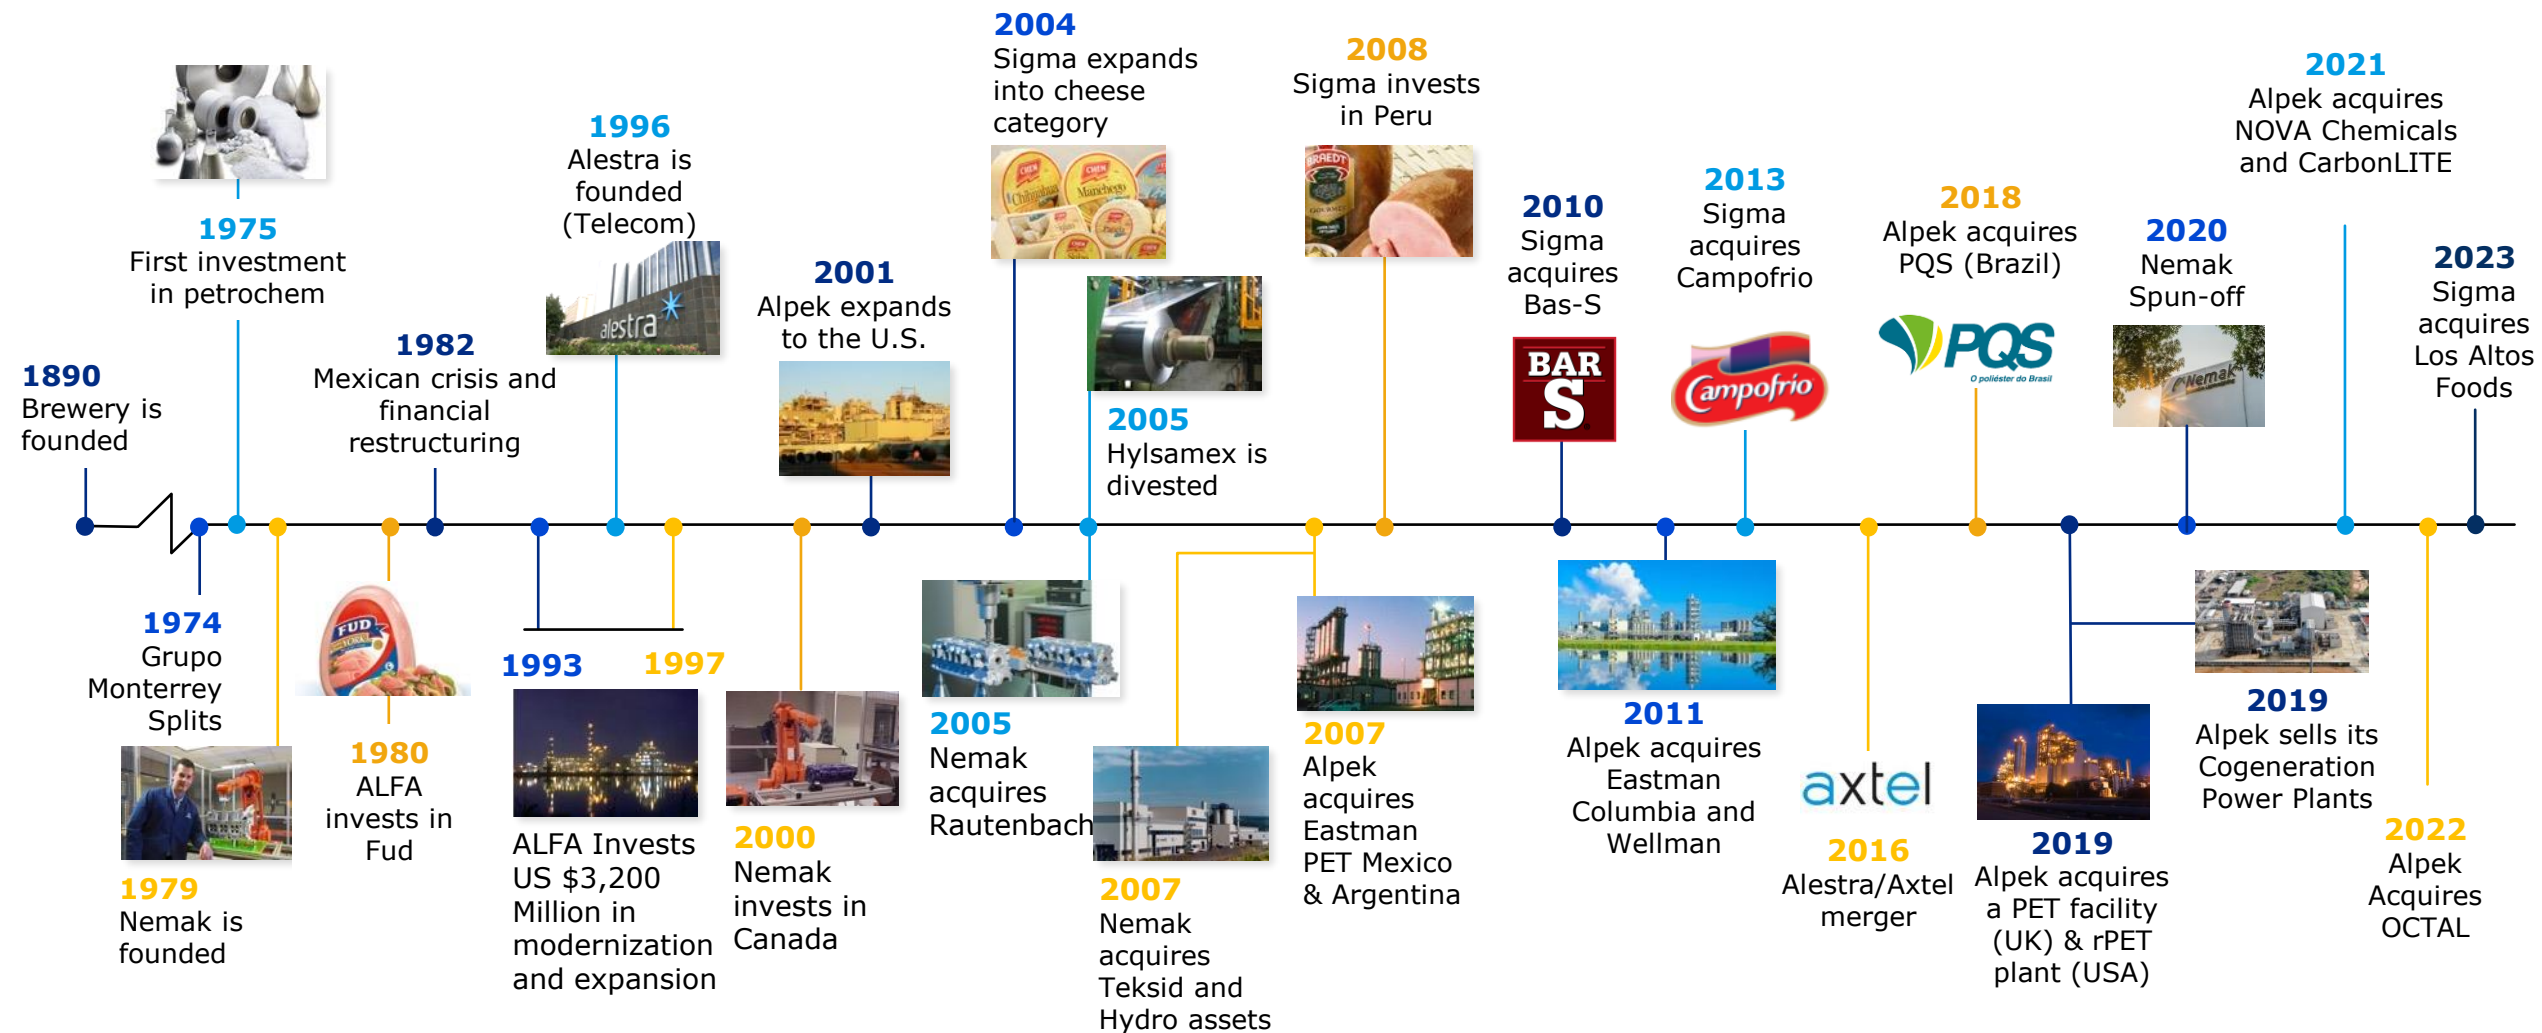 1890
Brewery is
founded
1974
Grupo
Monterrey
Splits
1975
First investment
in petrochem
1979
Nemak is
founded
FUD
1980
ALFA
invests in
Fud
1982
Mexican crisis and
financial
restructuring
1993
1997
ALFA Invests
US $3,200
Million in
modernization
and expansion
1996
Alestra is
founded
(Telecom)
alestra
2000
Nemak
invests in
Canada
2001
Alpek expands
to the U.S.
2004
Sigma expands
into cheese
category
CHEN
Chihuahua
CHEN
Manchego
2005
Hylsamex is
divested
2005
Nemak
acquires
Rautenbach
2007
Nemak
acquires
Teksid and
Hydro assets
2007
Alpek
acquires
Eastman
PET Mexico
& Argentina
2008
Sigma invests
in Peru
BRAEDT
2010
Sigma
acquires
Bas-S
BAR
S
2011
Alpek acquires
Eastman
Columbia and
Wellman
2013
Sigma
acquires
Campofrio
Campofrío
axtel
2016
Alestra/Axtel
merger
2018
Alpek acquires
PQS (Brazil)
PQS
O poliéster do Brasil
2019
Alpek acquires
a PET facility
(UK) & rPET
plant (USA)
2019
Alpek sells its
Cogeneration
Power Plants
2020
Nemak
Spun-off
Nemak
2021
Alpek acquires
NOVA Chemicals
and CarbonLITE
2022
Alpek
Acquires
OCTAL
2023
Sigma
acquires
Los Altos
Foods